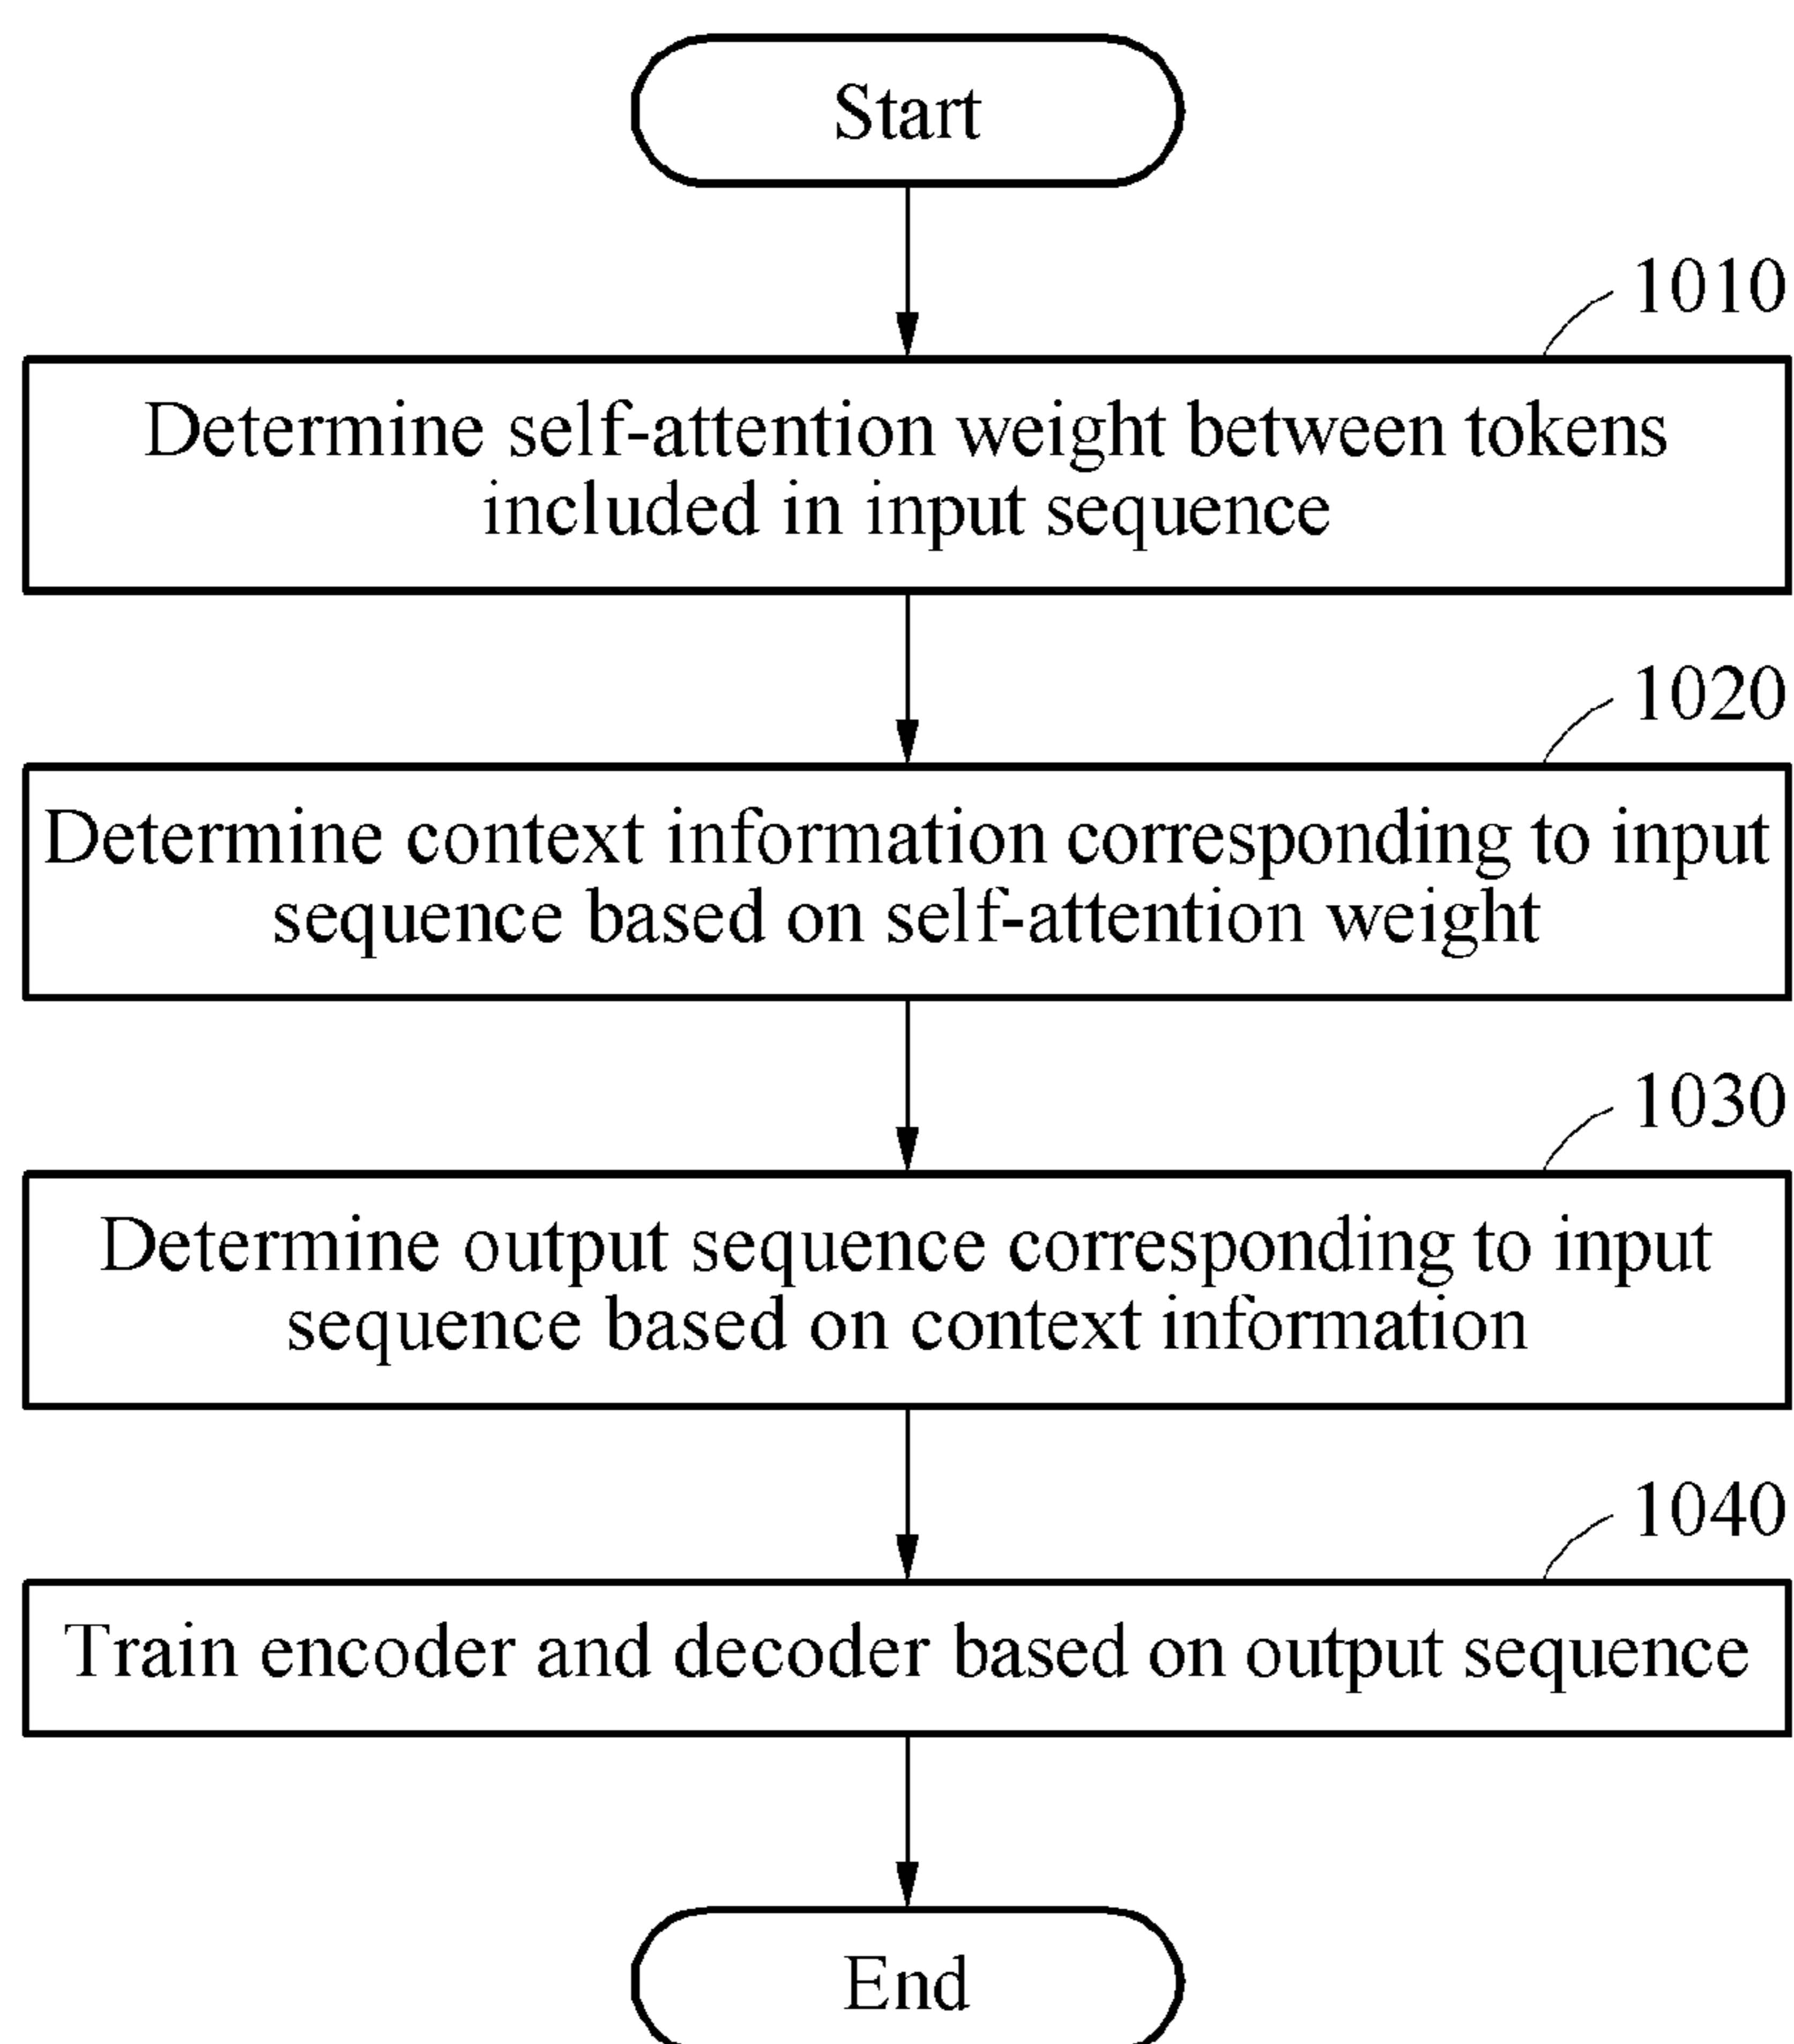 Start
1010
Determine self-attention weight between tokens
included in input sequence
1020
Determine context information corresponding to input
sequence based on self-attention weight
1030
Determine output sequence corresponding to input
sequence based on context information
1040
Train encoder and decoder based on output sequence
End